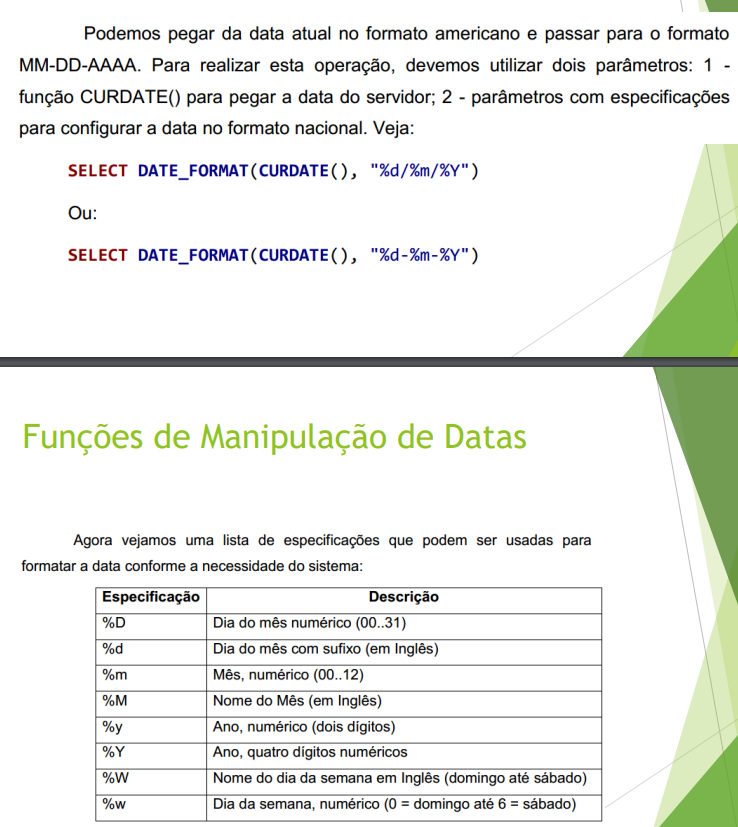 Podemos pegar da data atual no formato americano e passar para o formato
MM-DD-AAAA. Para realizar esta operação, devemos utilizar dois parâmetros: 1 -
função CURDATE() para pegar a data do servidor; 2 - parâmetros com especificações
para configurar a data no formato nacional. Veja:
SELECT DATE_FORMAT(CURDATE(), "%d/%m/%Y")
Ou:
SELECT DATE_FORMAT(CURDATE(), "%d-%m-%Y")
Funções de Manipulação de Datas
Agora vejamos uma lista de especificações que podem ser usadas para
formatar a data conforme a necessidade do sistema:
Especificação Descrição
%D Dia do mês numérico (00..31)
%d Dia do mês com sufixo (em Inglês)
%m Mês, numérico (00..12)
%M Nome do Mês (em Inglês)
%y Ano, numérico (dois dígitos)
%Y Ano, quatro dígitos numéricos
%W Nome do dia da semana em Inglês (domingo até sábado)
%w Dia da semana, numérico (0 = domingo até 6 = sábado)